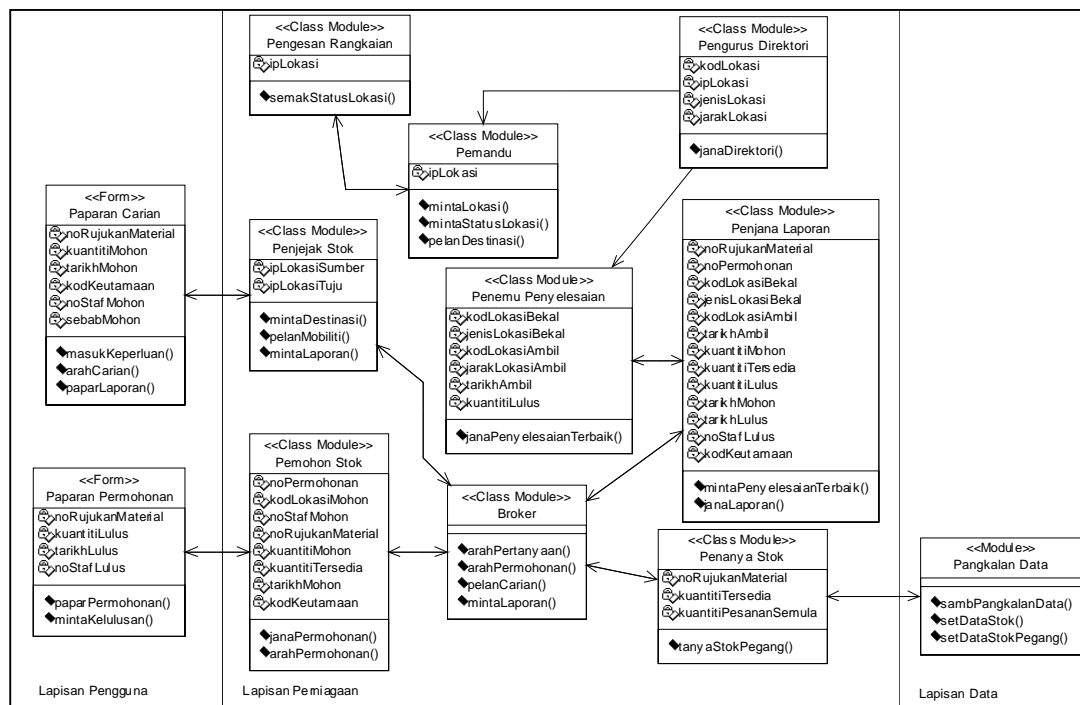 <<Class Module>>
Pengesan Rangkaian
ipLokasi
semakStatusLokasi()
<<Class Module>>
Pengurus Direktori
kodLokasi
ipLokasi
jenisLokasi
jarakLokasi
janaDirektori()
<<Class Module>>
Pemandu
ipLokasi
mintaLokasi()
mintaStatusLokasi()
pelanDestinasi()
<<Form>>
Paparan Carian
noRujukanMaterial
kuantitiMohon
tarikhMohon
kodKeutamaan
noStafMohon
sebabMohon
masukKeperluan()
arahCarian()
paparLaporan()
<<Class Module>>
Penjejak Stok
ipLokasiSumber
ipLokasiTuju
mintaDestinasi()
pelanMobiliti()
mintaLaporan()
<<Class Module>>
Penemu Penyelesaian
kodLokasiBekal
jenisLokasiBekal
kodLokasiAmbil
jarakLokasiAmbil
tarikhAmbil
kuantitiLulus
janaPenyelesaianTerbaik()
<<Class Module>>
Penjana Laporan
noRujukanMaterial
noPermohonan
kodLokasiBekal
jenisLokasiBekal
kodLokasiAmbil
tarikhAmbil
kuantitiMohon
kuantitiTersedia
kuantitiLulus
tarikhMohon
tarikhLulus
noStafLulus
kodKeutamaan
mintaPenyelesaianTerbaik()
janaLaporan()
<<Form>>
Paparan Permohonan
noRujukanMaterial
kuantitiLulus
tarikhLulus
noStafLulus
paparPermohonan()
mintaKelulusan()
<<Class Module>>
Pemohon Stok
noPermohonan
kodLokasiMohon
noStafMohon
noRujukanMaterial
kuantitiMohon
kuantitiTersedia
tarikhMohon
kodKeutamaan
janaPermohonan()
arahPermohonan()
<<Class Module>>
Broker
arahPertanyaan()
arahPermohonan()
pelanCarian()
mintaLaporan()
<<Class Module>>
Penanya Stok
noRujukanMaterial
kuantitiTersedia
kuantitiPesananSemula
tanyaStokPegang()
<<Module>>
Pangkalan Data
sambPangkalanData()
setDataStok()
setDataStokPegang()
Lapisan Pengguna
Lapisan Perniagaan
Lapisan Data